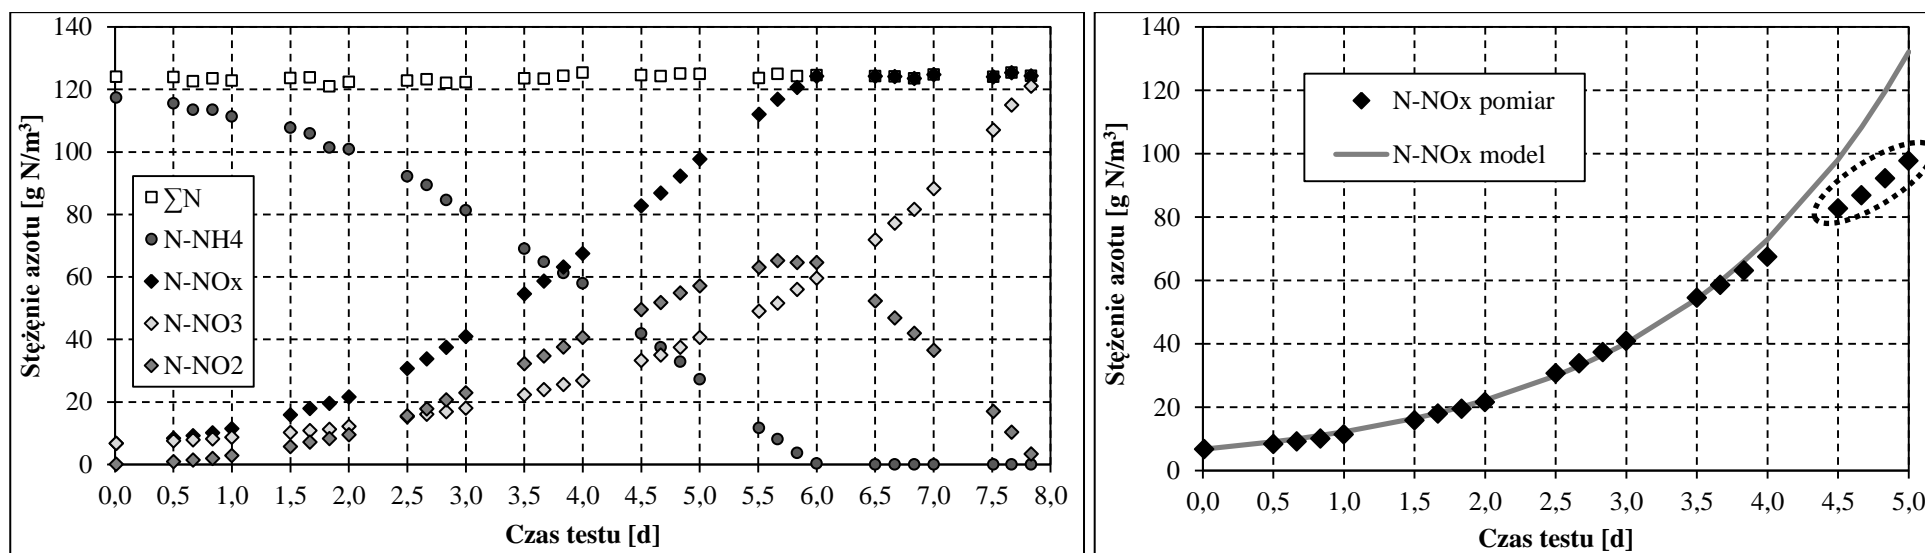 140
120
100
80
60
40
20
0
Stężęnie azotu [g N/m³]
∑N
N-NH4
N-NOx
N-NO3
N-NO2
0,0 0,5 1,0 1,5 2,0 2,5 3,0 3,5 4,0 4,5 5,0 5,5 6,0 6,5 7,0 7,5 8,0
Czas testu [d]
140
120
100
80
60
40
20
0
Stężenie azotu [g N/m³]
N-NOx pomiar
N-NOx model
0,0 0,5 1,0 1,5 2,0 2,5 3,0 3,5 4,0 4,5 5,0
Czas testu [d]